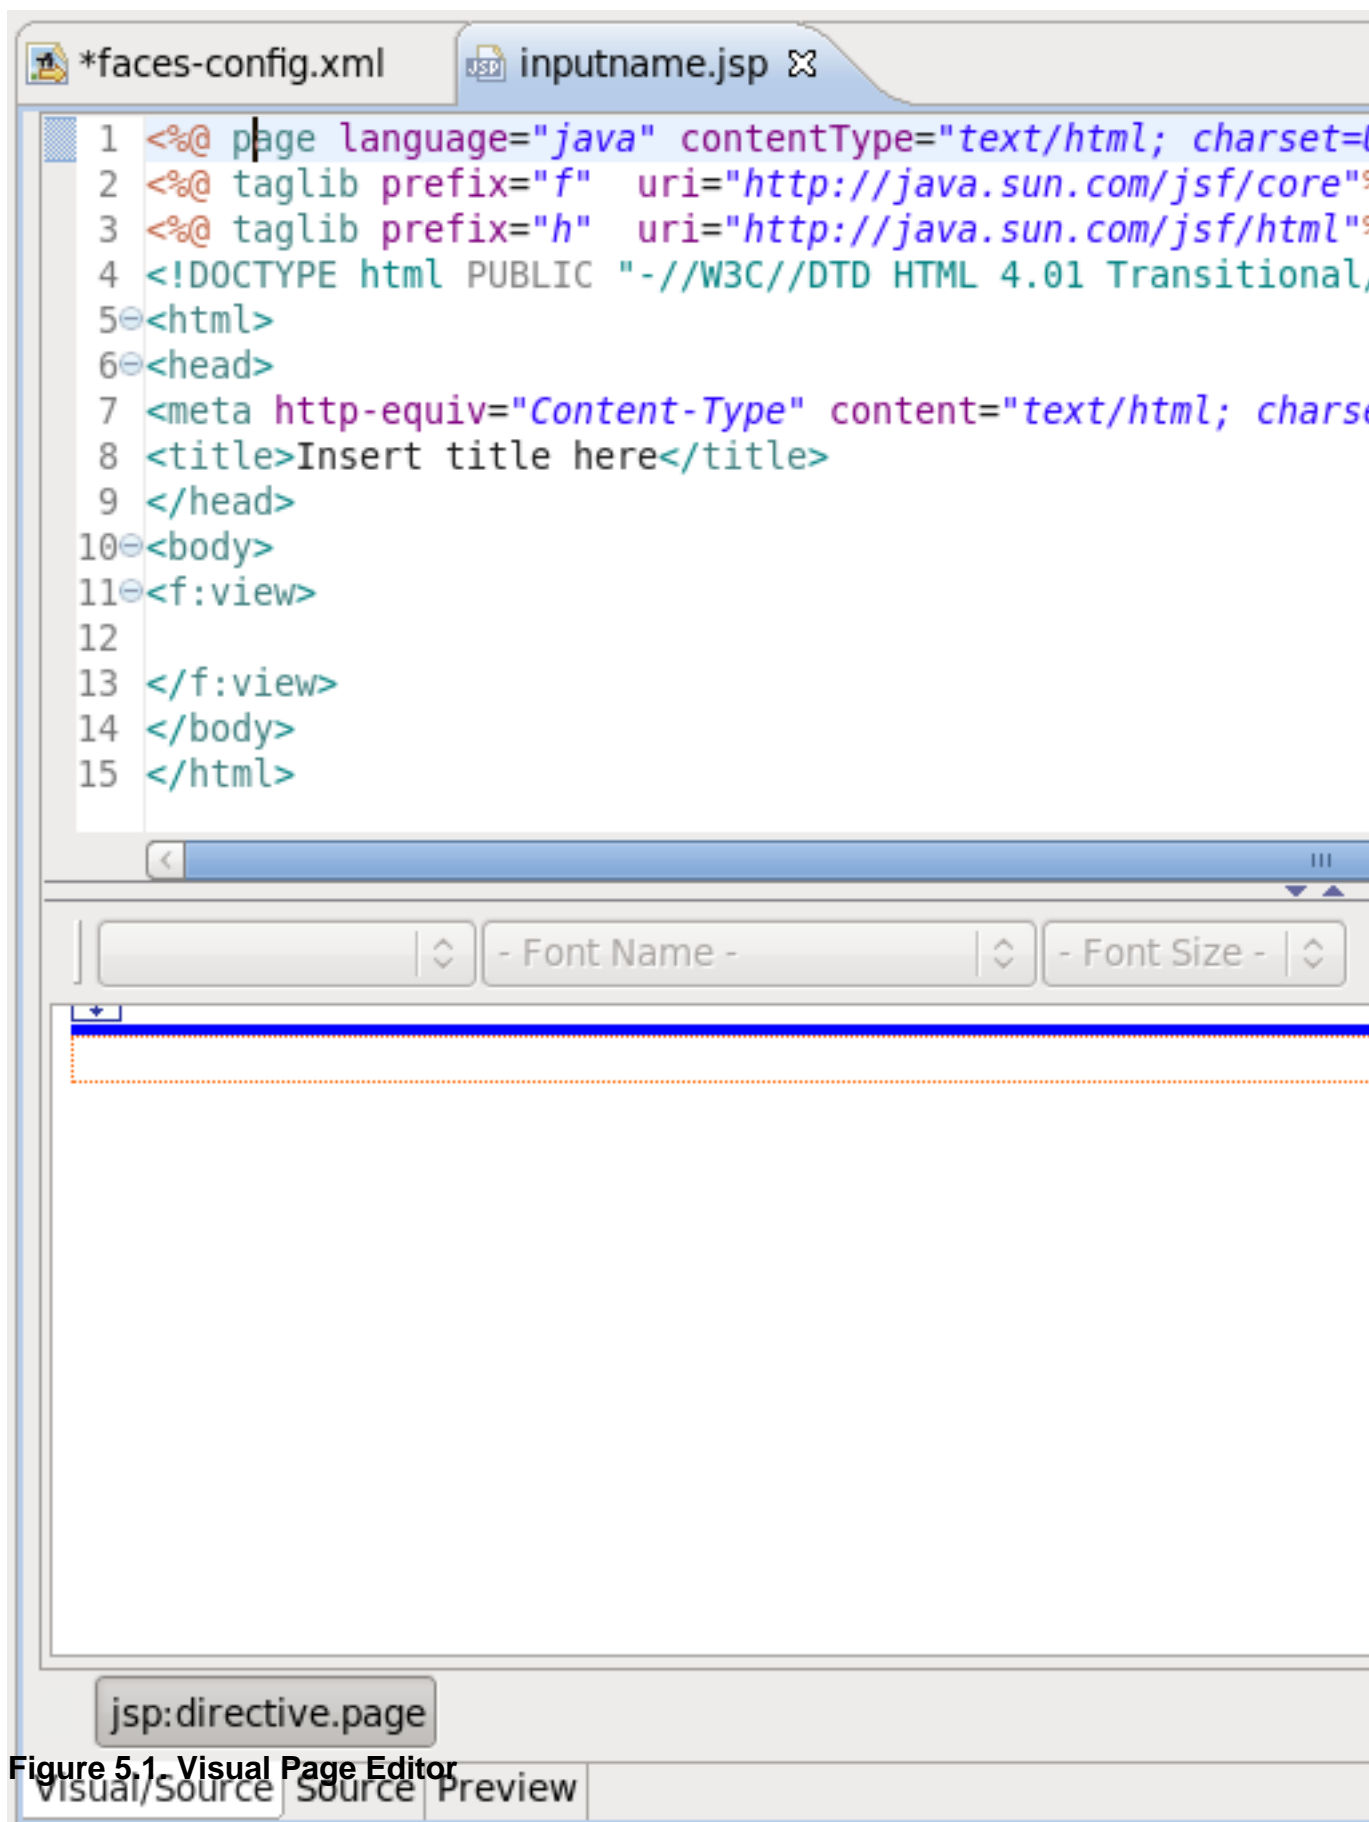 *faces-config.xml inputname.jsp
1 <%@ page language="java" contentType="text/html; charset=
2 <%@ taglib prefix="f"  uri="http://java.sun.com/jsf/core"%
3 <%@ taglib prefix="h"  uri="http://java.sun.com/jsf/html"%
4 <!DOCTYPE html PUBLIC "-//W3C//DTD HTML 4.01 Transitional/
5 <html>
6 <head>
7 <meta http-equiv="Content-Type" content="text/html; charse
8 <title>Insert title here</title>
9 </head>
10 <body>
11 <f:view>
12
13 </f:view>
14 </body>
15 </html>
- Font Name - - Font Size -
jsp:directive.page
Figure 5.1. Visual Page Editor
Visual/Source Source Preview